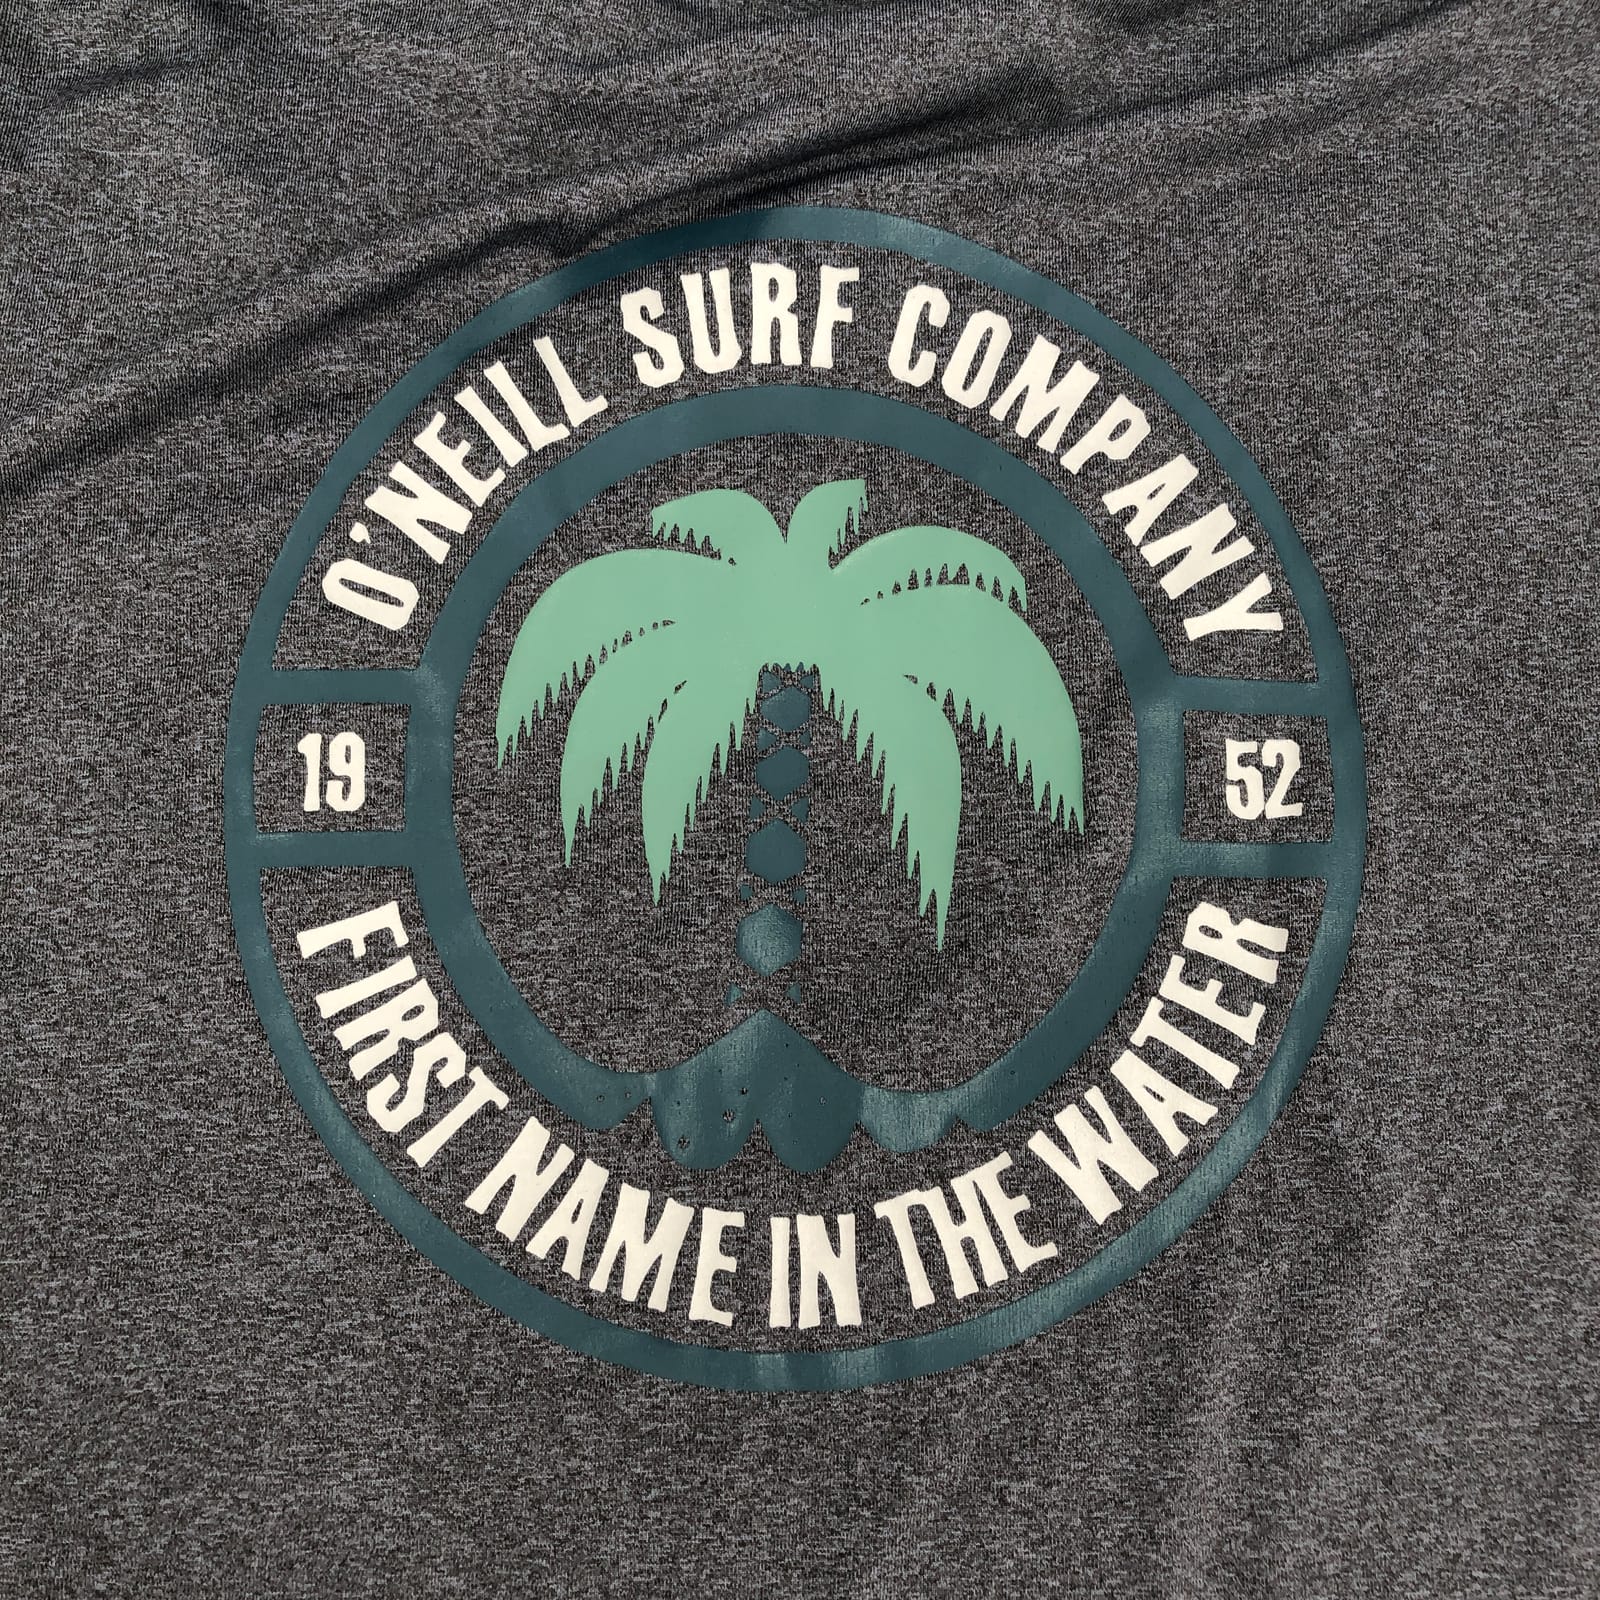 O'NEILL SURF COMPANY
19 52
FIRST NAME IN THE WATER